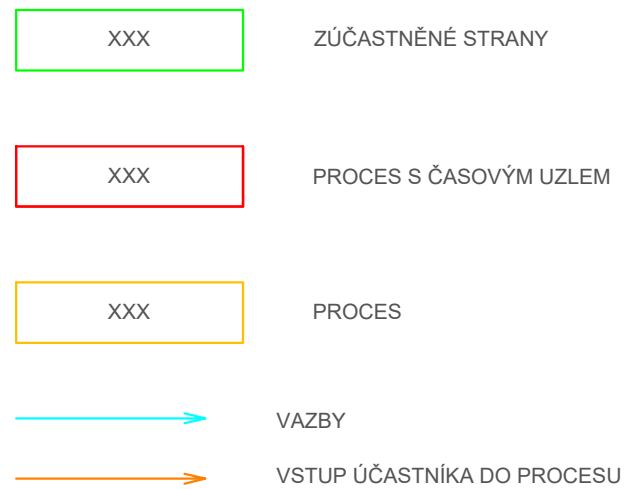 XXX ZÚČASTNĚNÉ STRANY
XXX PROCES S ČASOVÝM UZLEM
XXX PROCES
VAZBY
VSTUP ÚČASTNÍKA DO PROCESU